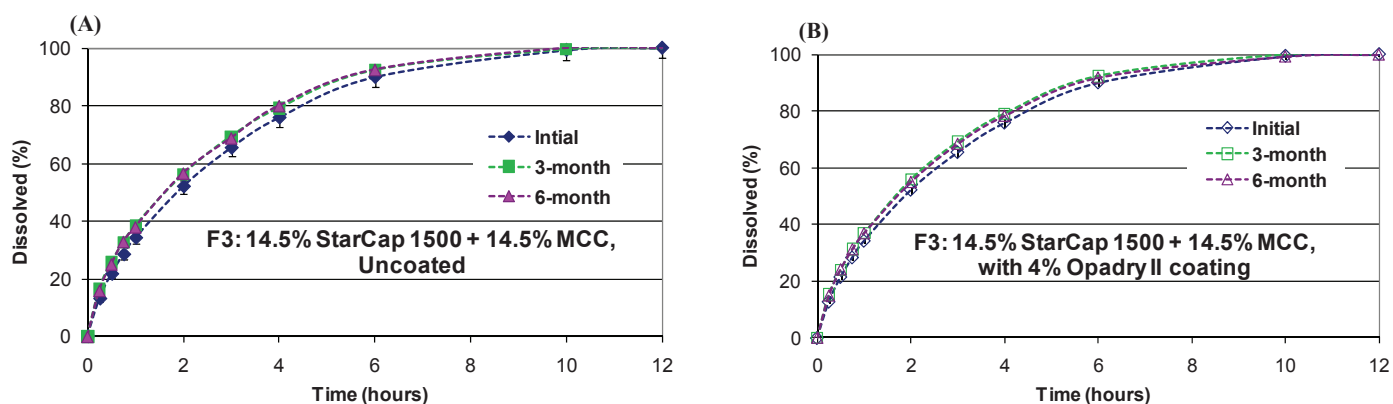 (A)
100
80
60
40
20
0
Dissolved (%)
Intial
3-month
6-month
F3: 14.5% StarCap 1500 + 14.5% MCC,
Uncoated
0 2 4 6 8 10 12
Time (hours)
(B)
100
80
60
40
20
0
Dissolved (%)
Initial
3-month
6-month
F3: 14.5% StarCap 1500 + 14.5% MCC,
with 4% Opadry II coating
0 2 4 6 8 10 12
Time (hours)